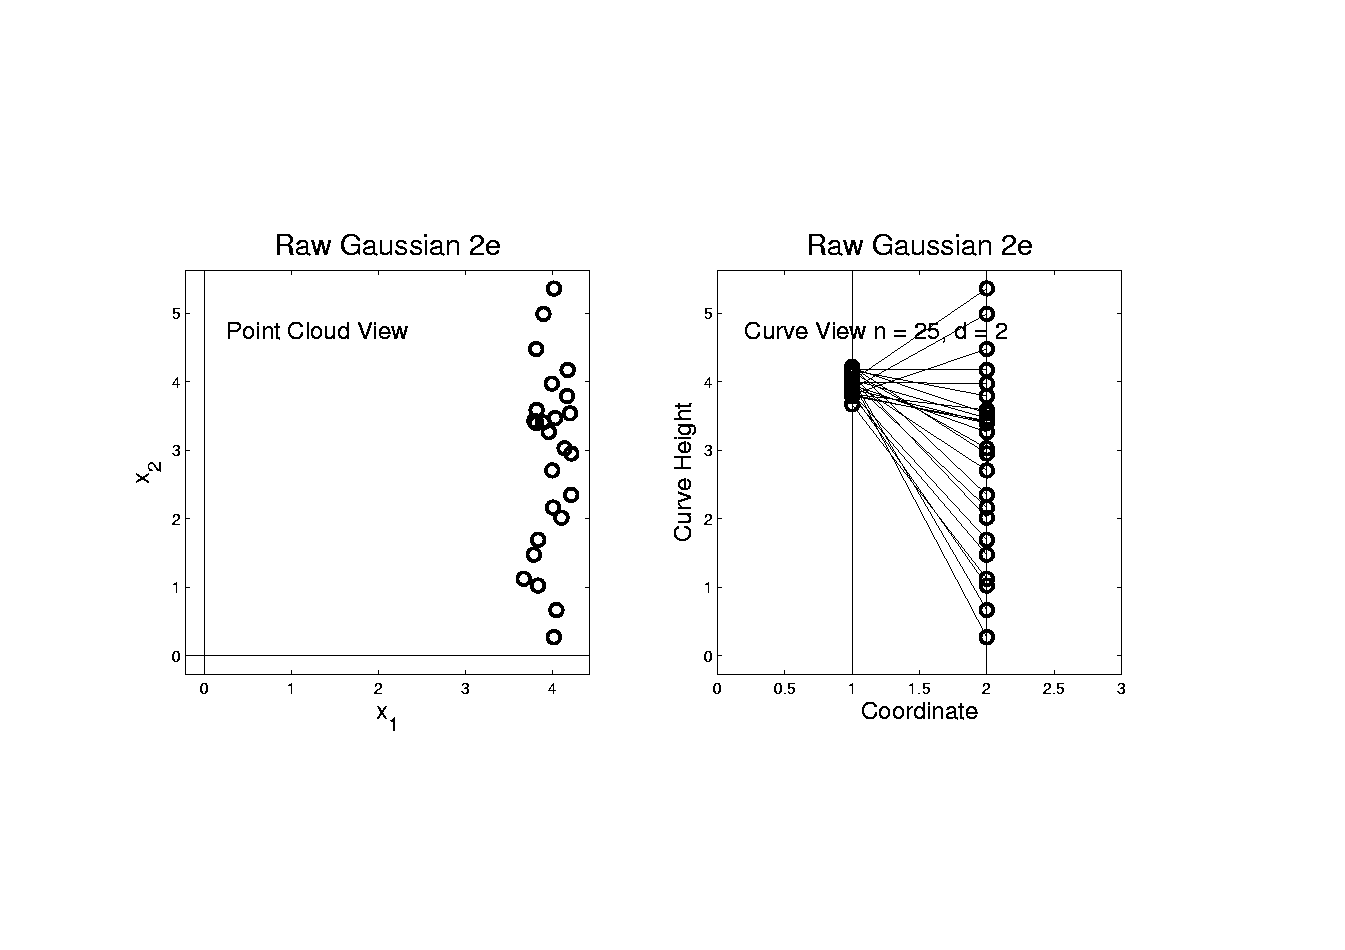 Raw Gaussian 2e
Point Cloud View
5
4
3
2
1
0
x2
0 1 2 3 4
x1
Raw Gaussian 2e
Curve View n = 25, d = 2
5
4
3
2
1
0
Curve Height
0 0.5 1 1.5 2 2.5 3
Coordinate